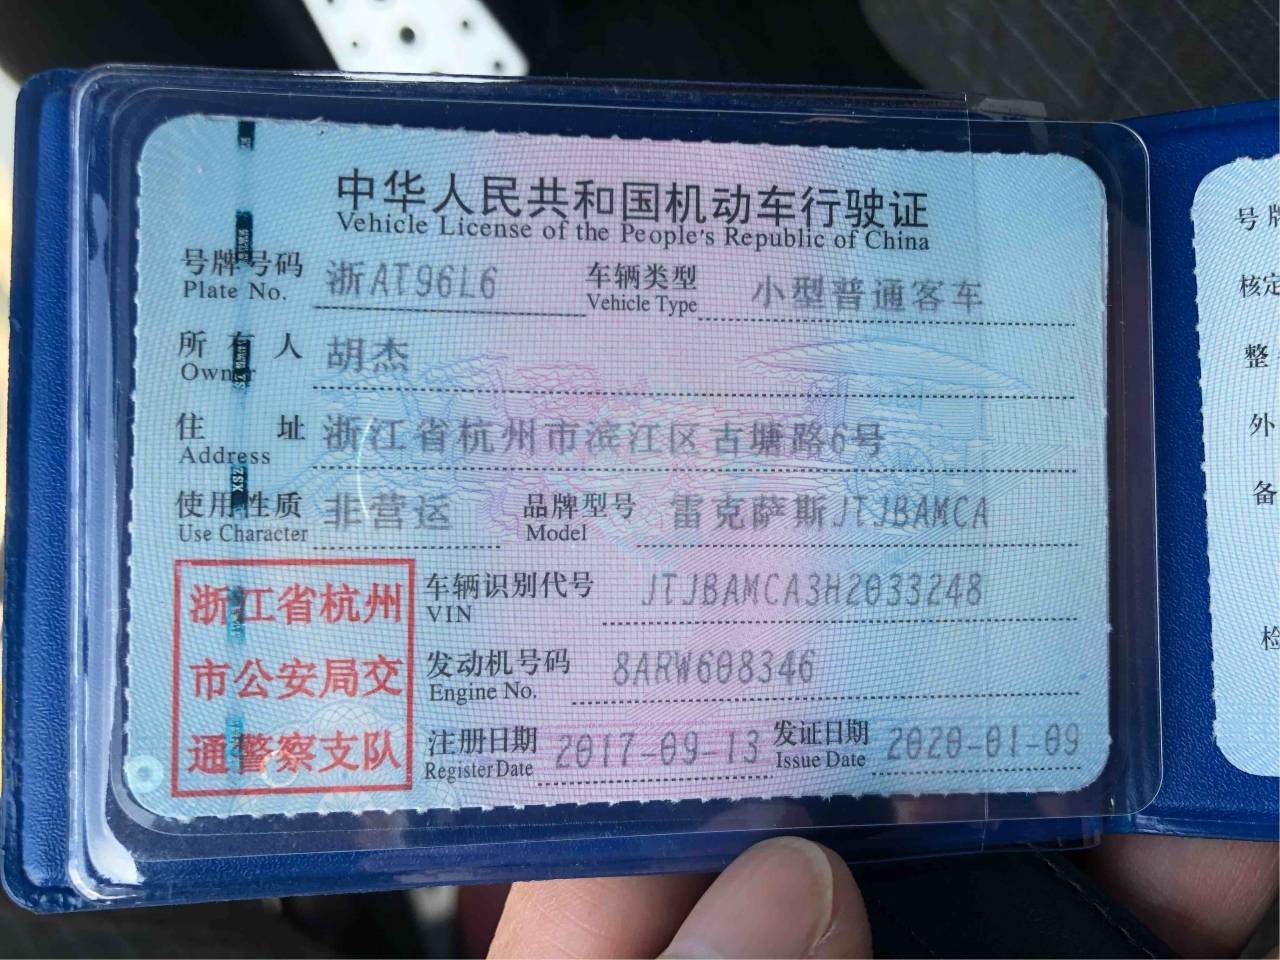 中华人民共和国机动车行驶证
Vehicle License of the People's Republic of China
号牌号码 浙AT96L6 车辆类型 小型普通客车
Plate No. Vehicle Type
所有人 胡杰
Owner
住址 浙江省杭州市滨江区古塘路6号
Address
使用性质 非营运 品牌型号 雷克萨斯JTJBAMCA
Use Character Model
浙江省杭州
市公安局交
通警察支队
车辆识别代号 JTJBAMCA3H2033248
VIN
发动机号码 8ARW608346
Engine No.
注册日期 2017-09-13 发证日期 2020-01-09
Register Date Issue Date
号牌
核定
整
外
备
检